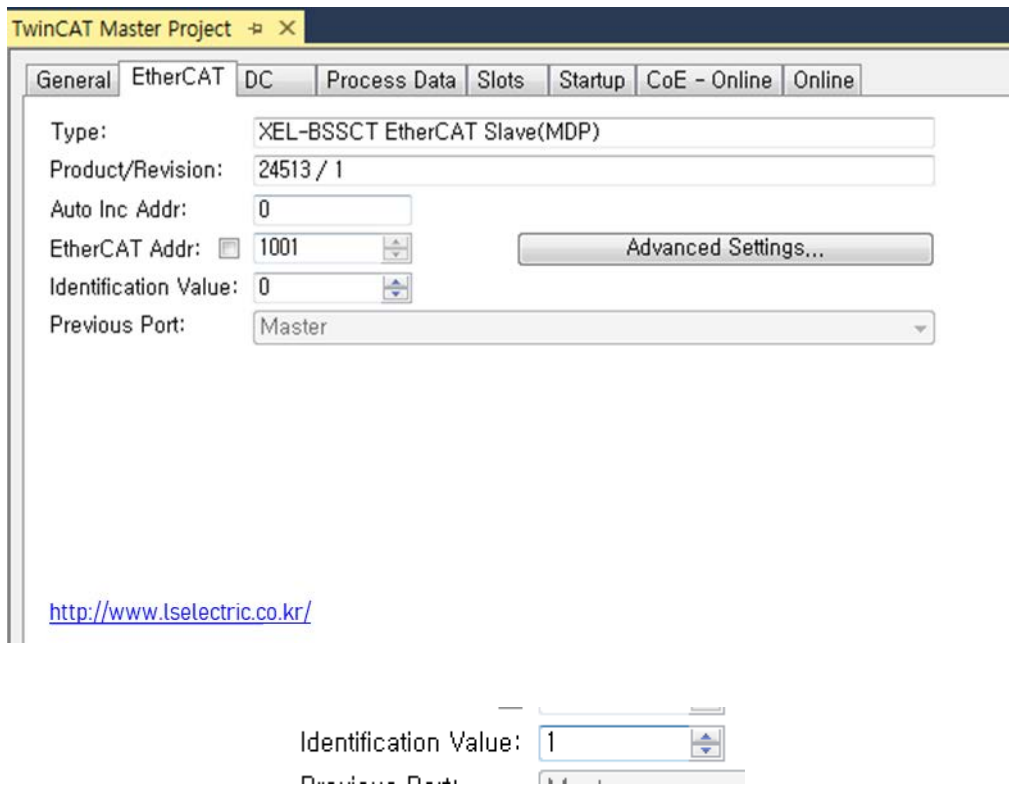 TwinCAT Master Project
General EtherCAT DC Process Data Slots Startup CoE - Online Online
Type: XEL-BSSCT EtherCAT Slave(MDP)
Product/Revision: 24513 / 1
Auto Inc Addr: 0
EtherCAT Addr: 1001 Advanced Settings...
Identification Value: 0
Previous Port: Master
http://www.lselectric.co.kr/
Identification Value: 1